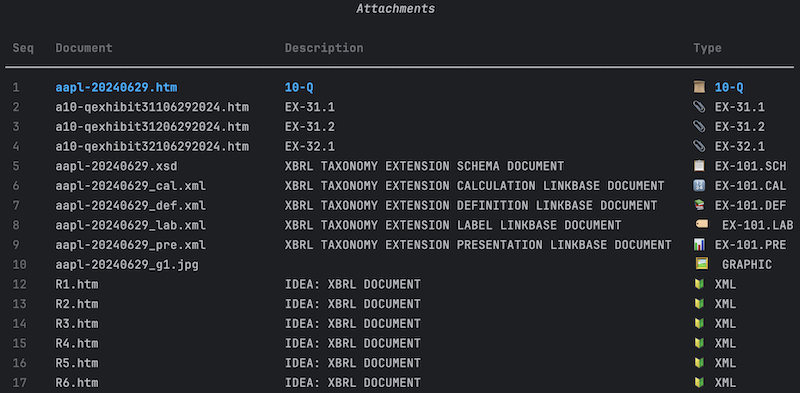 Attachments
Seq Document Description Type
1 aapl-20240629.htm 10-Q 10-Q
2 a10-qexhibit31106292024.htm EX-31.1 EX-31.1
3 a10-qexhibit31206292024.htm EX-31.2 EX-31.2
4 a10-qexhibit32106292024.htm EX-32.1 EX-32.1
5 aapl-20240629.xsd XBRL TAXONOMY EXTENSION SCHEMA DOCUMENT EX-101.SCH
6 aapl-20240629_cal.xml XBRL TAXONOMY EXTENSION CALCULATION LINKBASE DOCUMENT EX-101.CAL
7 aapl-20240629_def.xml XBRL TAXONOMY EXTENSION DEFINITION LINKBASE DOCUMENT EX-101.DEF
8 aapl-20240629_lab.xml XBRL TAXONOMY EXTENSION LABEL LINKBASE DOCUMENT EX-101.LAB
9 aapl-20240629_pre.xml XBRL TAXONOMY EXTENSION PRESENTATION LINKBASE DOCUMENT EX-101.PRE
10 aapl-20240629_g1.jpg GRAPHIC
12 R1.htm IDEA: XBRL DOCUMENT XML
13 R2.htm IDEA: XBRL DOCUMENT XML
14 R3.htm IDEA: XBRL DOCUMENT XML
15 R4.htm IDEA: XBRL DOCUMENT XML
16 R5.htm IDEA: XBRL DOCUMENT XML
17 R6.htm IDEA: XBRL DOCUMENT XML